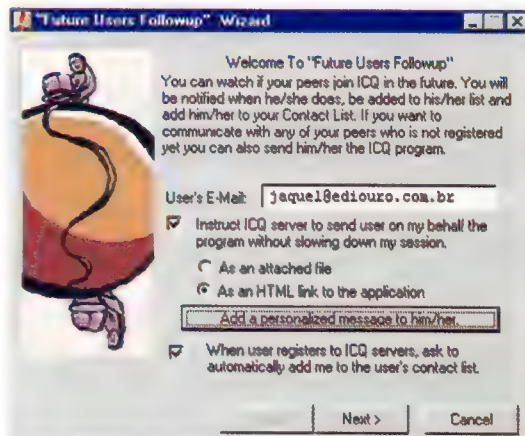 "Future Users Followup" Wizard
Welcome To "Future Users Followup"
You can watch if your peers join ICQ in the future. You will
be notified when he/she does, be added to his/her list and
add him/her to your Contact List. If you want to
communicate with any of your peers who is not registered
yet you can also send him/her the ICQ program.
User's E-Mail: jaquel@ediouro.com.br
Instruct ICQ server to send user on my behalf the
program without slowing down my session.
As an attached file
As an HTML link to the application
Add a personalized message to him/her.
When user registers to ICQ servers, ask to
automatically add me to the user's contact list.
Next > Cancel